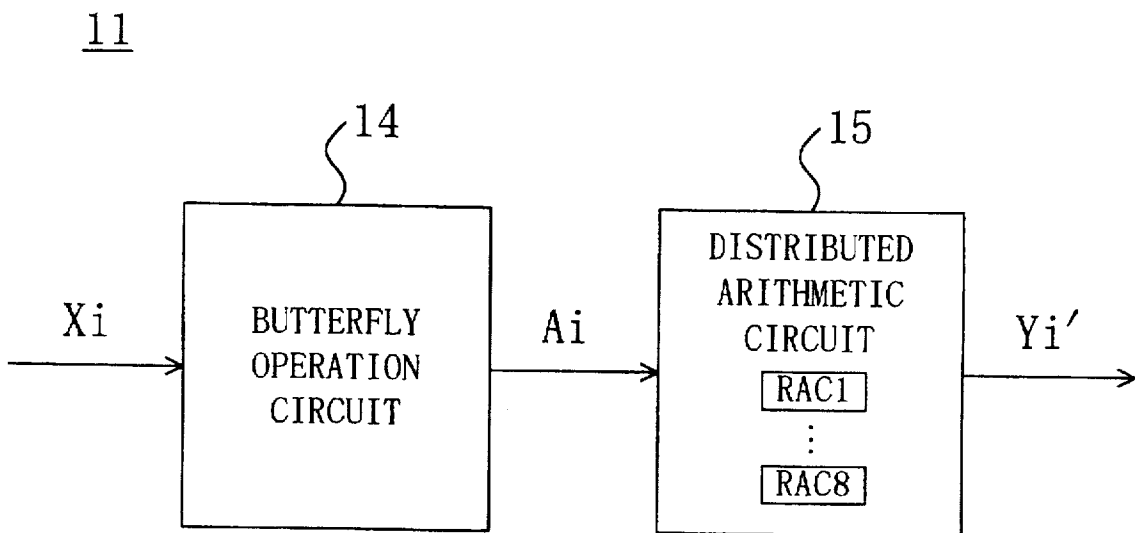 11
14
15
Xi
BUTTERFLY
OPERATION
CIRCUIT
Ai
DISTRIBUTED
ARITHMETIC
CIRCUIT
RAC1
⋮
RAC8
Yi′